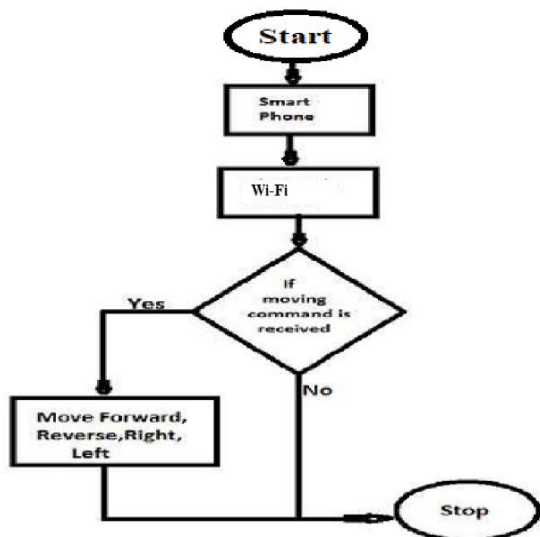 Start
Smart
Phone
Wi-Fi
If
moving
command is
received
Yes
No
Move Forward,
Reverse,Right,
Left
Stop